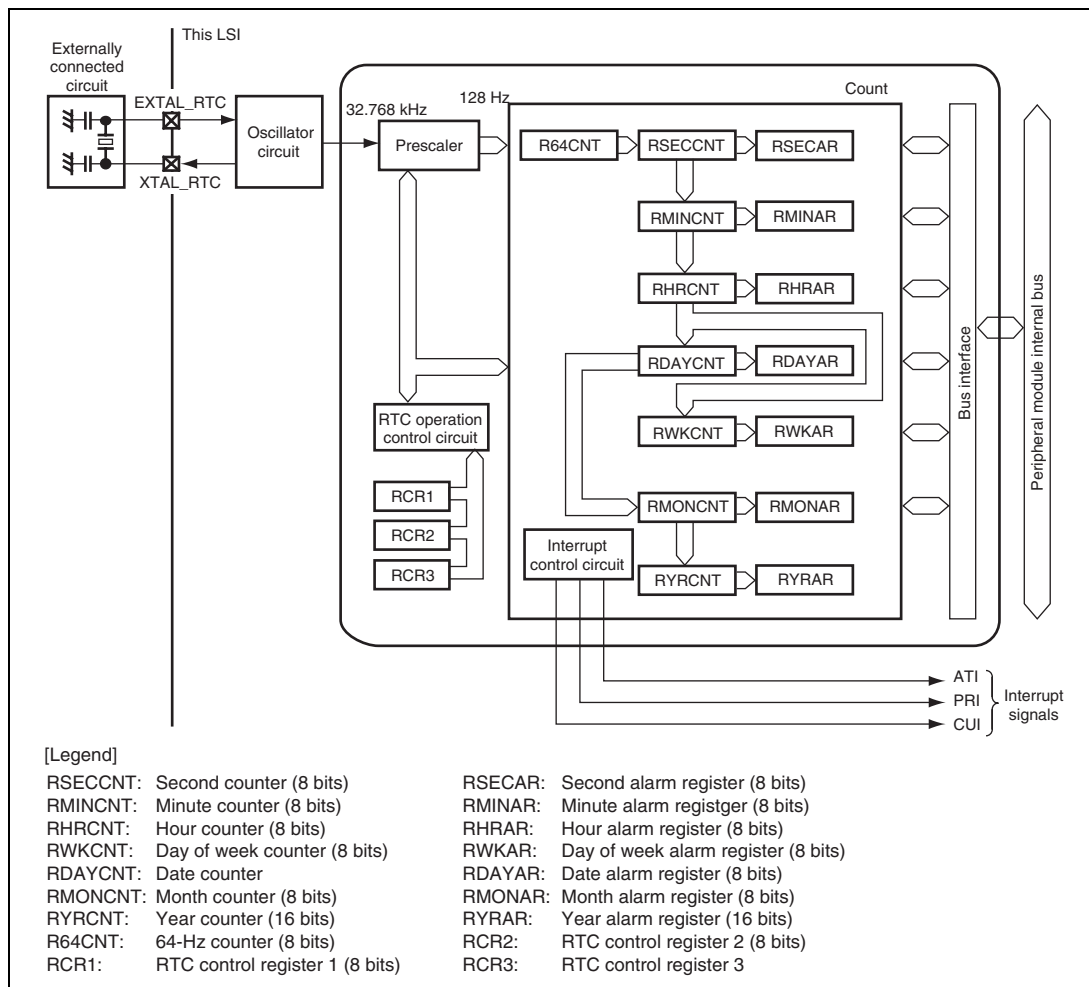 This LSI
Externally
connected
circuit
EXTAL_RTC
XTAL_RTC
Oscillator
circuit
32.768 kHz
Prescaler
128 Hz
Count
R64CNT
RSECCNT
RSECAR
RMINCNT
RMINAR
RHRCNT
RHRAR
RDAYCNT
RDAYAR
RWKCNT
RWKAR
RMONCNT
RMONAR
RYRCNT
RYRAR
RTC operation
control circuit
RCR1
RCR2
RCR3
Interrupt
control circuit
Bus interface
Peripheral module internal bus
ATI
PRI
CUI
Interrupt
signals
[Legend]
RSECCNT: Second counter (8 bits)
RMINCNT: Minute counter (8 bits)
RHRCNT: Hour counter (8 bits)
RWKCNT: Day of week counter (8 bits)
RDAYCNT: Date counter
RMONCNT: Month counter (8 bits)
RYRCNT: Year counter (16 bits)
R64CNT: 64-Hz counter (8 bits)
RCR1: RTC control register 1 (8 bits)
RSECAR: Second alarm register (8 bits)
RMINAR: Minute alarm registger (8 bits)
RHRAR: Hour alarm register (8 bits)
RWKAR: Day of week alarm register (8 bits)
RDAYAR: Date alarm register (8 bits)
RMONAR: Month alarm register (8 bits)
RYRAR: Year alarm register (16 bits)
RCR2: RTC control register 2 (8 bits)
RCR3: RTC control register 3